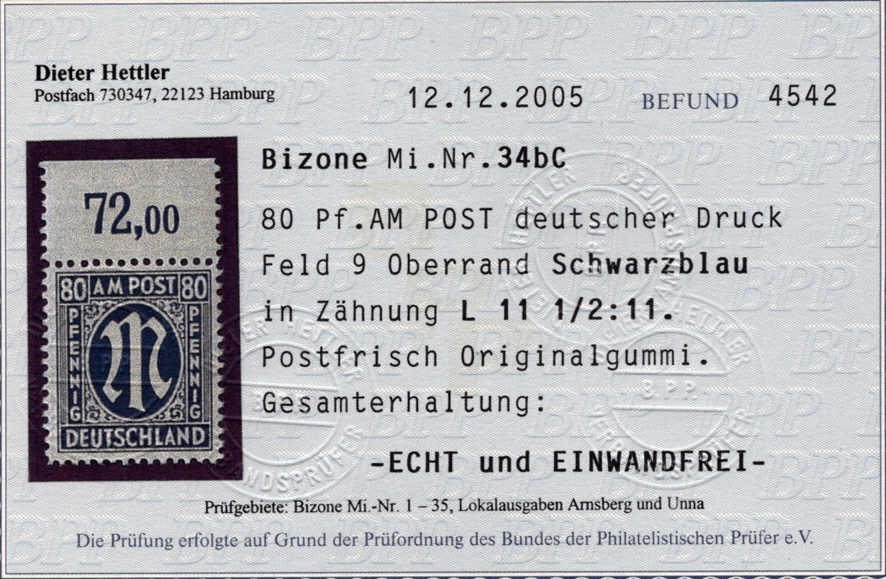 Dieter Hettler
Postfach 730347, 22123 Hamburg
12.12.2005 BEFUND 4542
Bizone Mi.Nr.34bC
80 Pf.AM POST deutscher Druck
Feld 9 Oberrand Schwarzblau
in Zähnung L 11 1/2:11.
Postfrisch Originalgummi.
Gesamterhaltung:
-ECHT und EINWANDFREI-
72,00
80 AM POST 80
PFENNIG
PFENNIG
DEUTSCHLAND
Prüfgebiete: Bizone Mi.-Nr. 1 – 35, Lokalausgaben Arnsberg und Unna
Die Prüfung erfolgte auf Grund der Prüfordnung des Bundes der Philatelistischen Prüfer e.V.